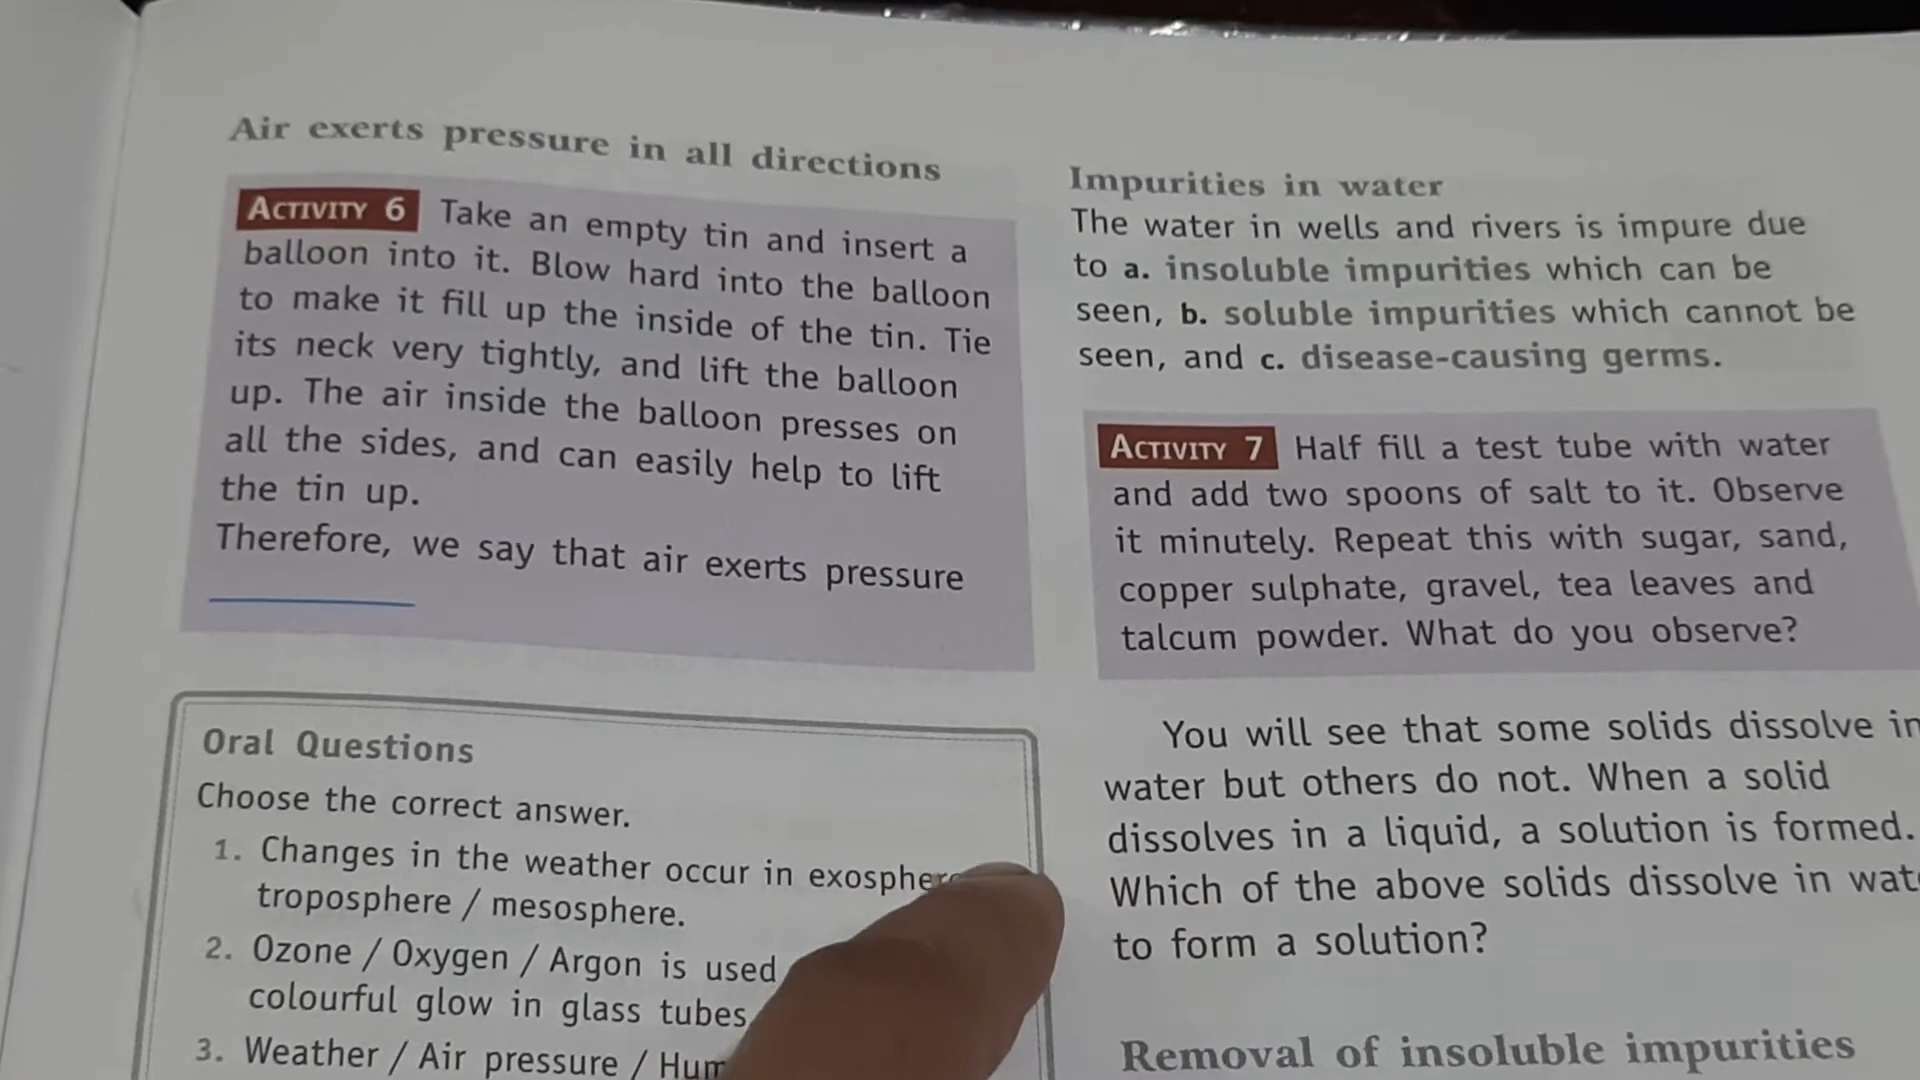 Air exerts pressure in all directions
ACTIVITY 6 Take an empty tin and insert a
balloon into it. Blow hard into the balloon
to make it fill up the inside of the tin. Tie
its neck very tightly, and lift the balloon
up. The air inside the balloon presses on
all the sides, and can easily help to lift
the tin up.
Therefore, we say that air exerts pressure
Oral Questions
Choose the correct answer.
1. Changes in the weather occur in
troposphere / mesosphere.
2. Ozone / Oxygen / Argon is used
colourful glow in glass tubes
3. Weather / Air pressure /
Impurities in water
The water in wells and rivers is impure due
to a. insoluble impurities which can be
seen, b. soluble impurities which cannot be
seen, and c. disease-causing germs.
ACTIVITY 7 Half fill a test tube with water
and add two spoons of salt to it. Observe
it minutely. Repeat this with sugar, sand,
copper sulphate, gravel, tea leaves and
talcum powder. What do you observe?
You will see that some solids dissolve in
water but others do not. When a solid
dissolves in a liquid, a solution is formed.
Which of the above solids dissolve in
to form a solution?
Removal of insoluble impurities